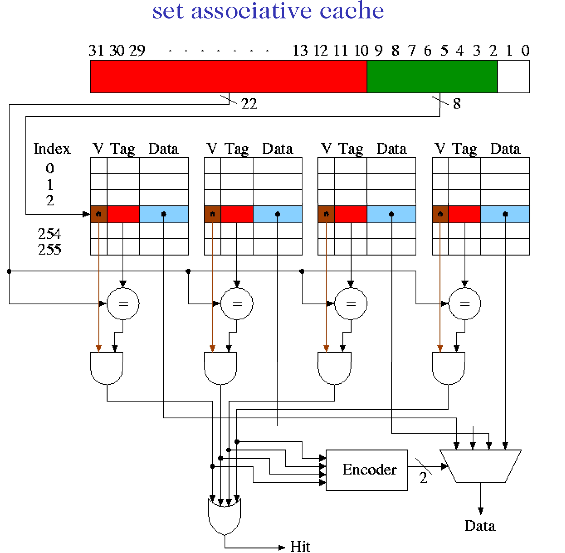 set associative cache
31 30 29 · · · · · · · · 13 12 11 10 9 8 7 6 5 4 3 2 1 0
22 8
Index V Tag Data V Tag Data V Tag Data V Tag Data
0
1
2
254
255
= = = =
Encoder 2
Data
Hit